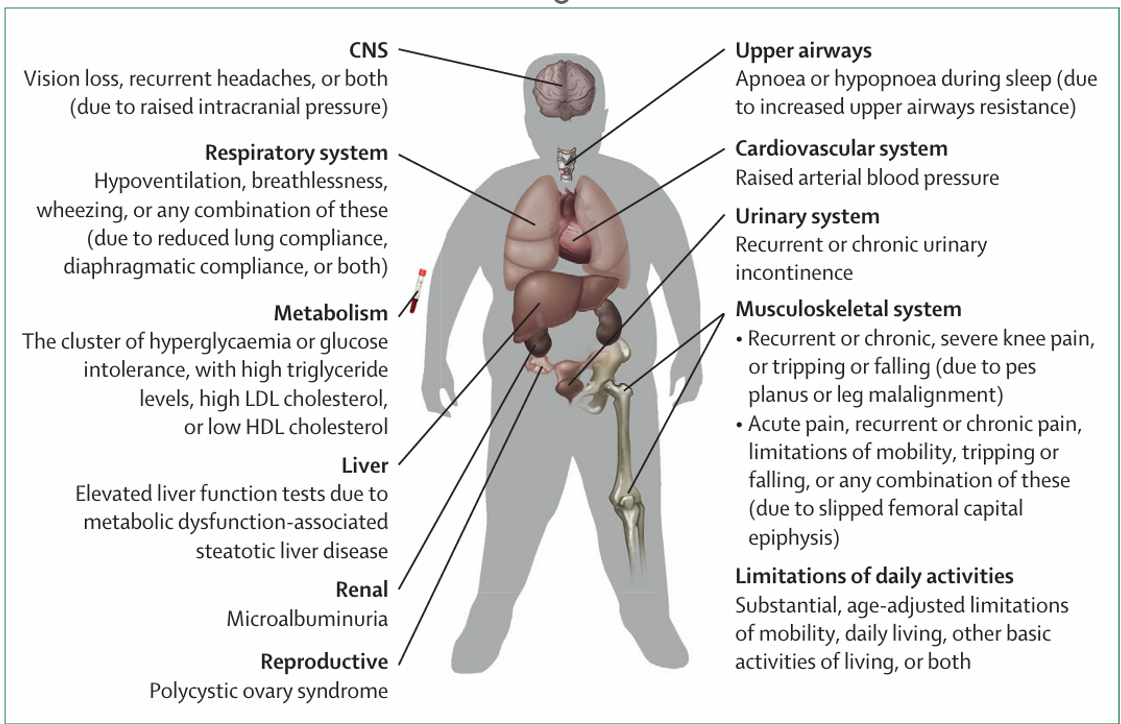 CNS
Vision loss, recurrent headaches, or both
(due to raised intracranial pressure)
Respiratory system
Hypoventilation, breathlessness,
wheezing, or any combination of these
(due to reduced lung compliance,
diaphragmatic compliance, or both)
Metabolism
The cluster of hyperglycaemia or glucose
intolerance, with high triglyceride
levels, high LDL cholesterol,
or low HDL cholesterol
Liver
Elevated liver function tests due to
metabolic dysfunction-associated
steatotic liver disease
Renal
Microalbuminuria
Reproductive
Polycystic ovary syndrome
Upper airways
Apnoea or hypopnoea during sleep (due
to increased upper airways resistance)
Cardiovascular system
Raised arterial blood pressure
Urinary system
Recurrent or chronic urinary
incontinence
Musculoskeletal system
• Recurrent or chronic, severe knee pain,
or tripping or falling (due to pes
planus or leg malalignment)
• Acute pain, recurrent or chronic pain,
limitations of mobility, tripping or
falling, or any combination of these
(due to slipped femoral capital
epiphysis)
Limitations of daily activities
Substantial, age-adjusted limitations
of mobility, daily living, other basic
activities of living, or both